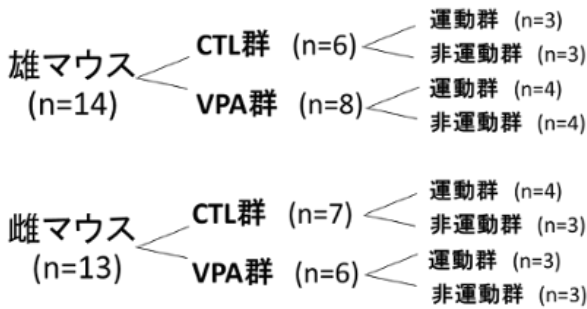 運動群 (n=3)
CTL群 (n=6)
非運動群 (n=3)
雄マウス
(n=14)
運動群 (n=4)
VPA群 (n=8)
非運動群 (n=4)
運動群 (n=4)
CTL群 (n=7)
非運動群 (n=3)
雌マウス
(n=13)
運動群 (n=3)
VPA群 (n=6)
非運動群 (n=3)